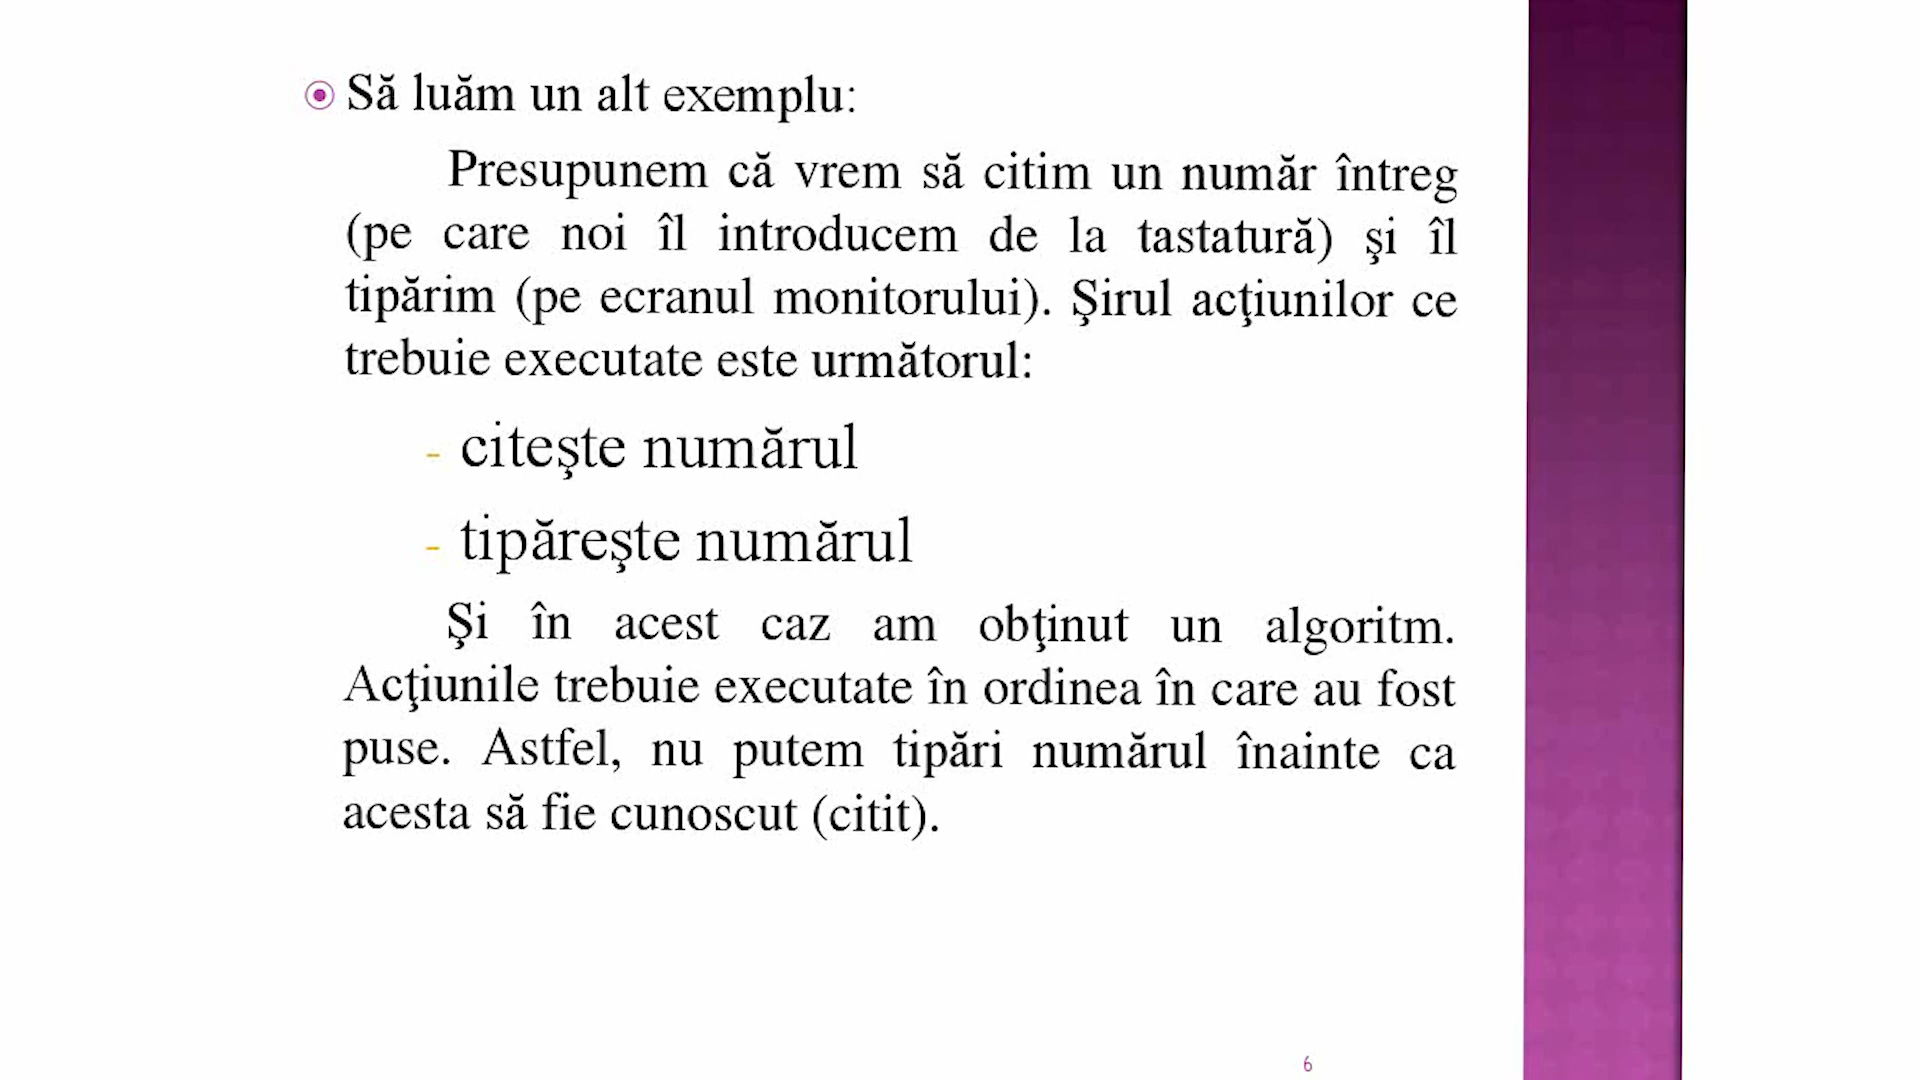 Să luăm un alt exemplu:
Presupunem că vrem să citim un număr întreg
(pe care noi îl introducem de la tastatură) şi îl
tipărim (pe ecranul monitorului). Şirul acţiunilor ce
trebuie executate este următorul:
- citeşte numărul
- tipăreşte numărul
Şi în acest caz am obţinut un algoritm.
Acţiunile trebuie executate în ordinea în care au fost
puse. Astfel, nu putem tipări numărul înainte ca
acesta să fie cunoscut (citit).
6